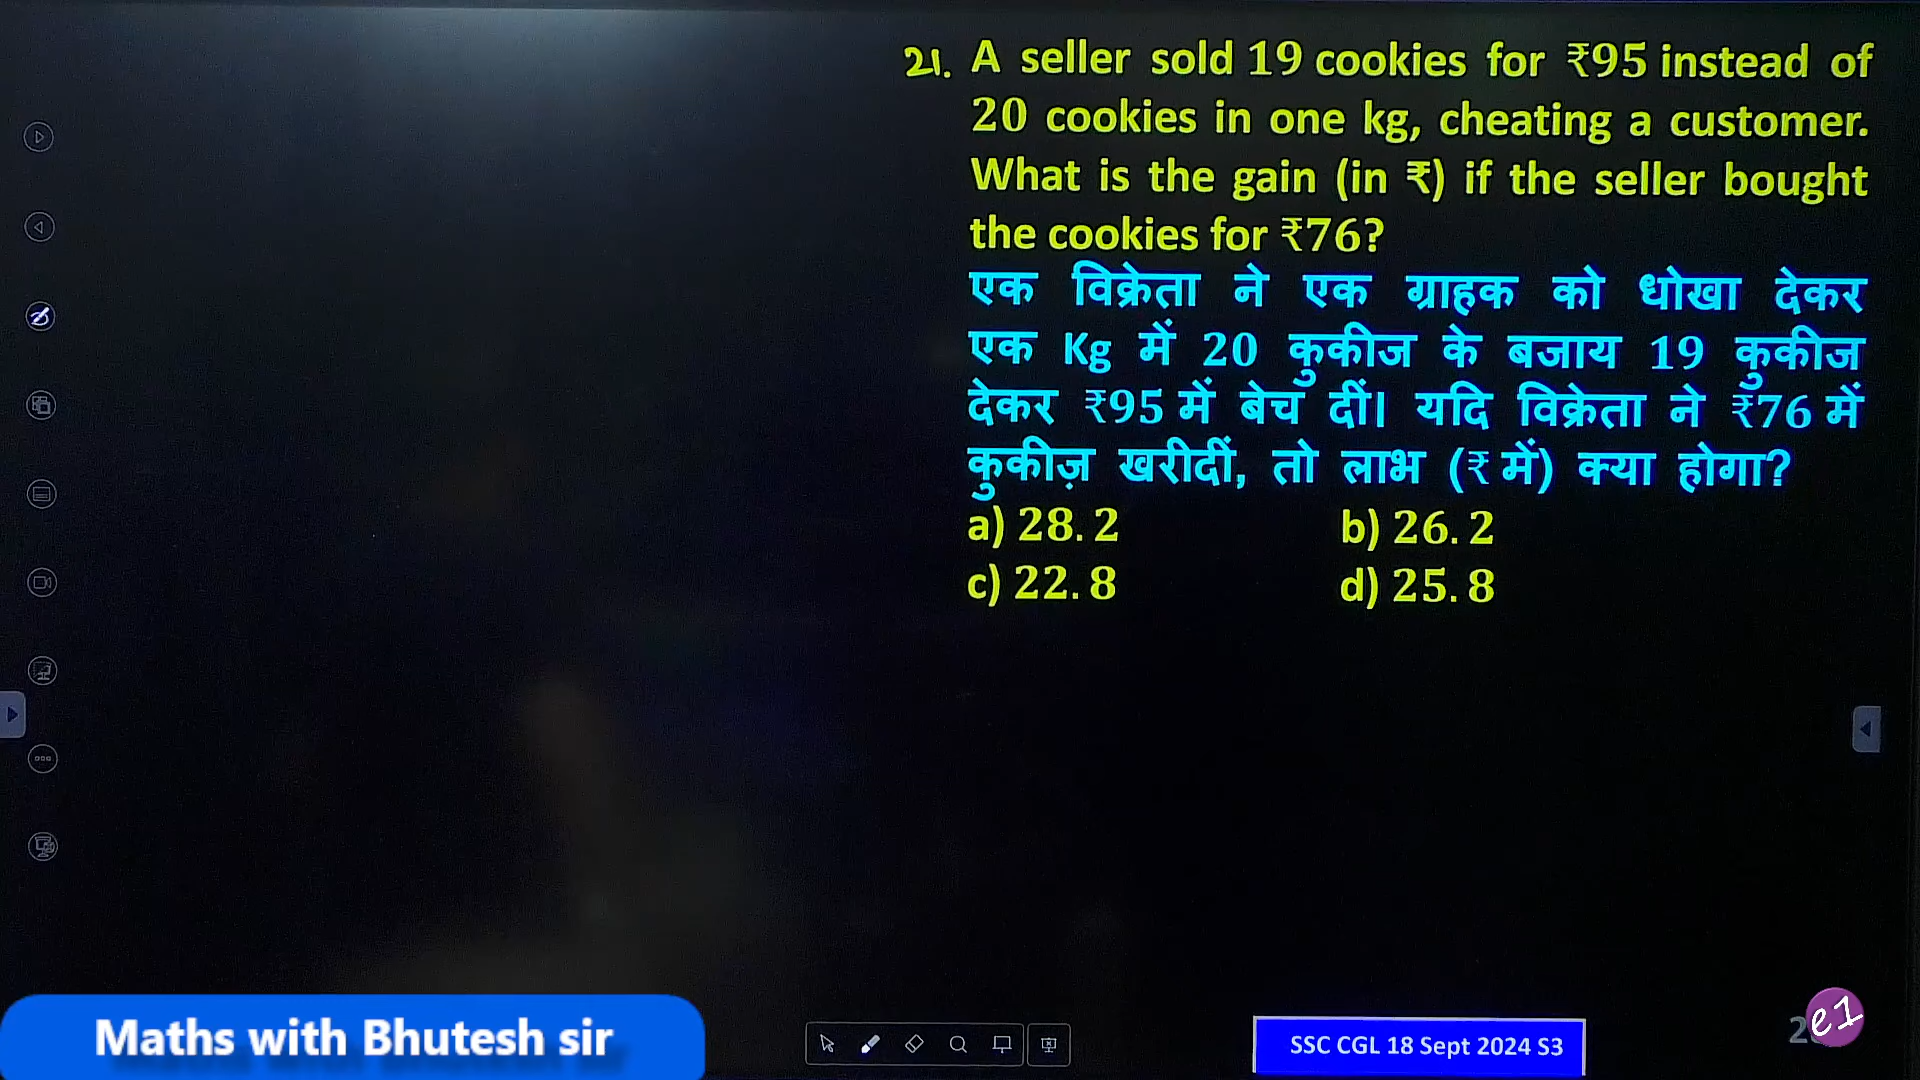 21. A seller sold 19 cookies for ₹95 instead of
20 cookies in one kg, cheating a customer.
What is the gain (in ₹) if the seller bought
the cookies for ₹76?
एक विक्रेता ने एक ग्राहक को धोखा देकर
एक Kg में 20 कुकीज के बजाय 19 कुकीज
देकर ₹95 में बेच दीं। यदि विक्रेता ने ₹76 में
कुकीज़ खरीदीं, तो लाभ (₹ में) क्या होगा?
a) 28.2 b) 26.2
c) 22.8 d) 25.8
Maths with Bhutesh sir
SSC CGL 18 Sept 2024 S3
e1